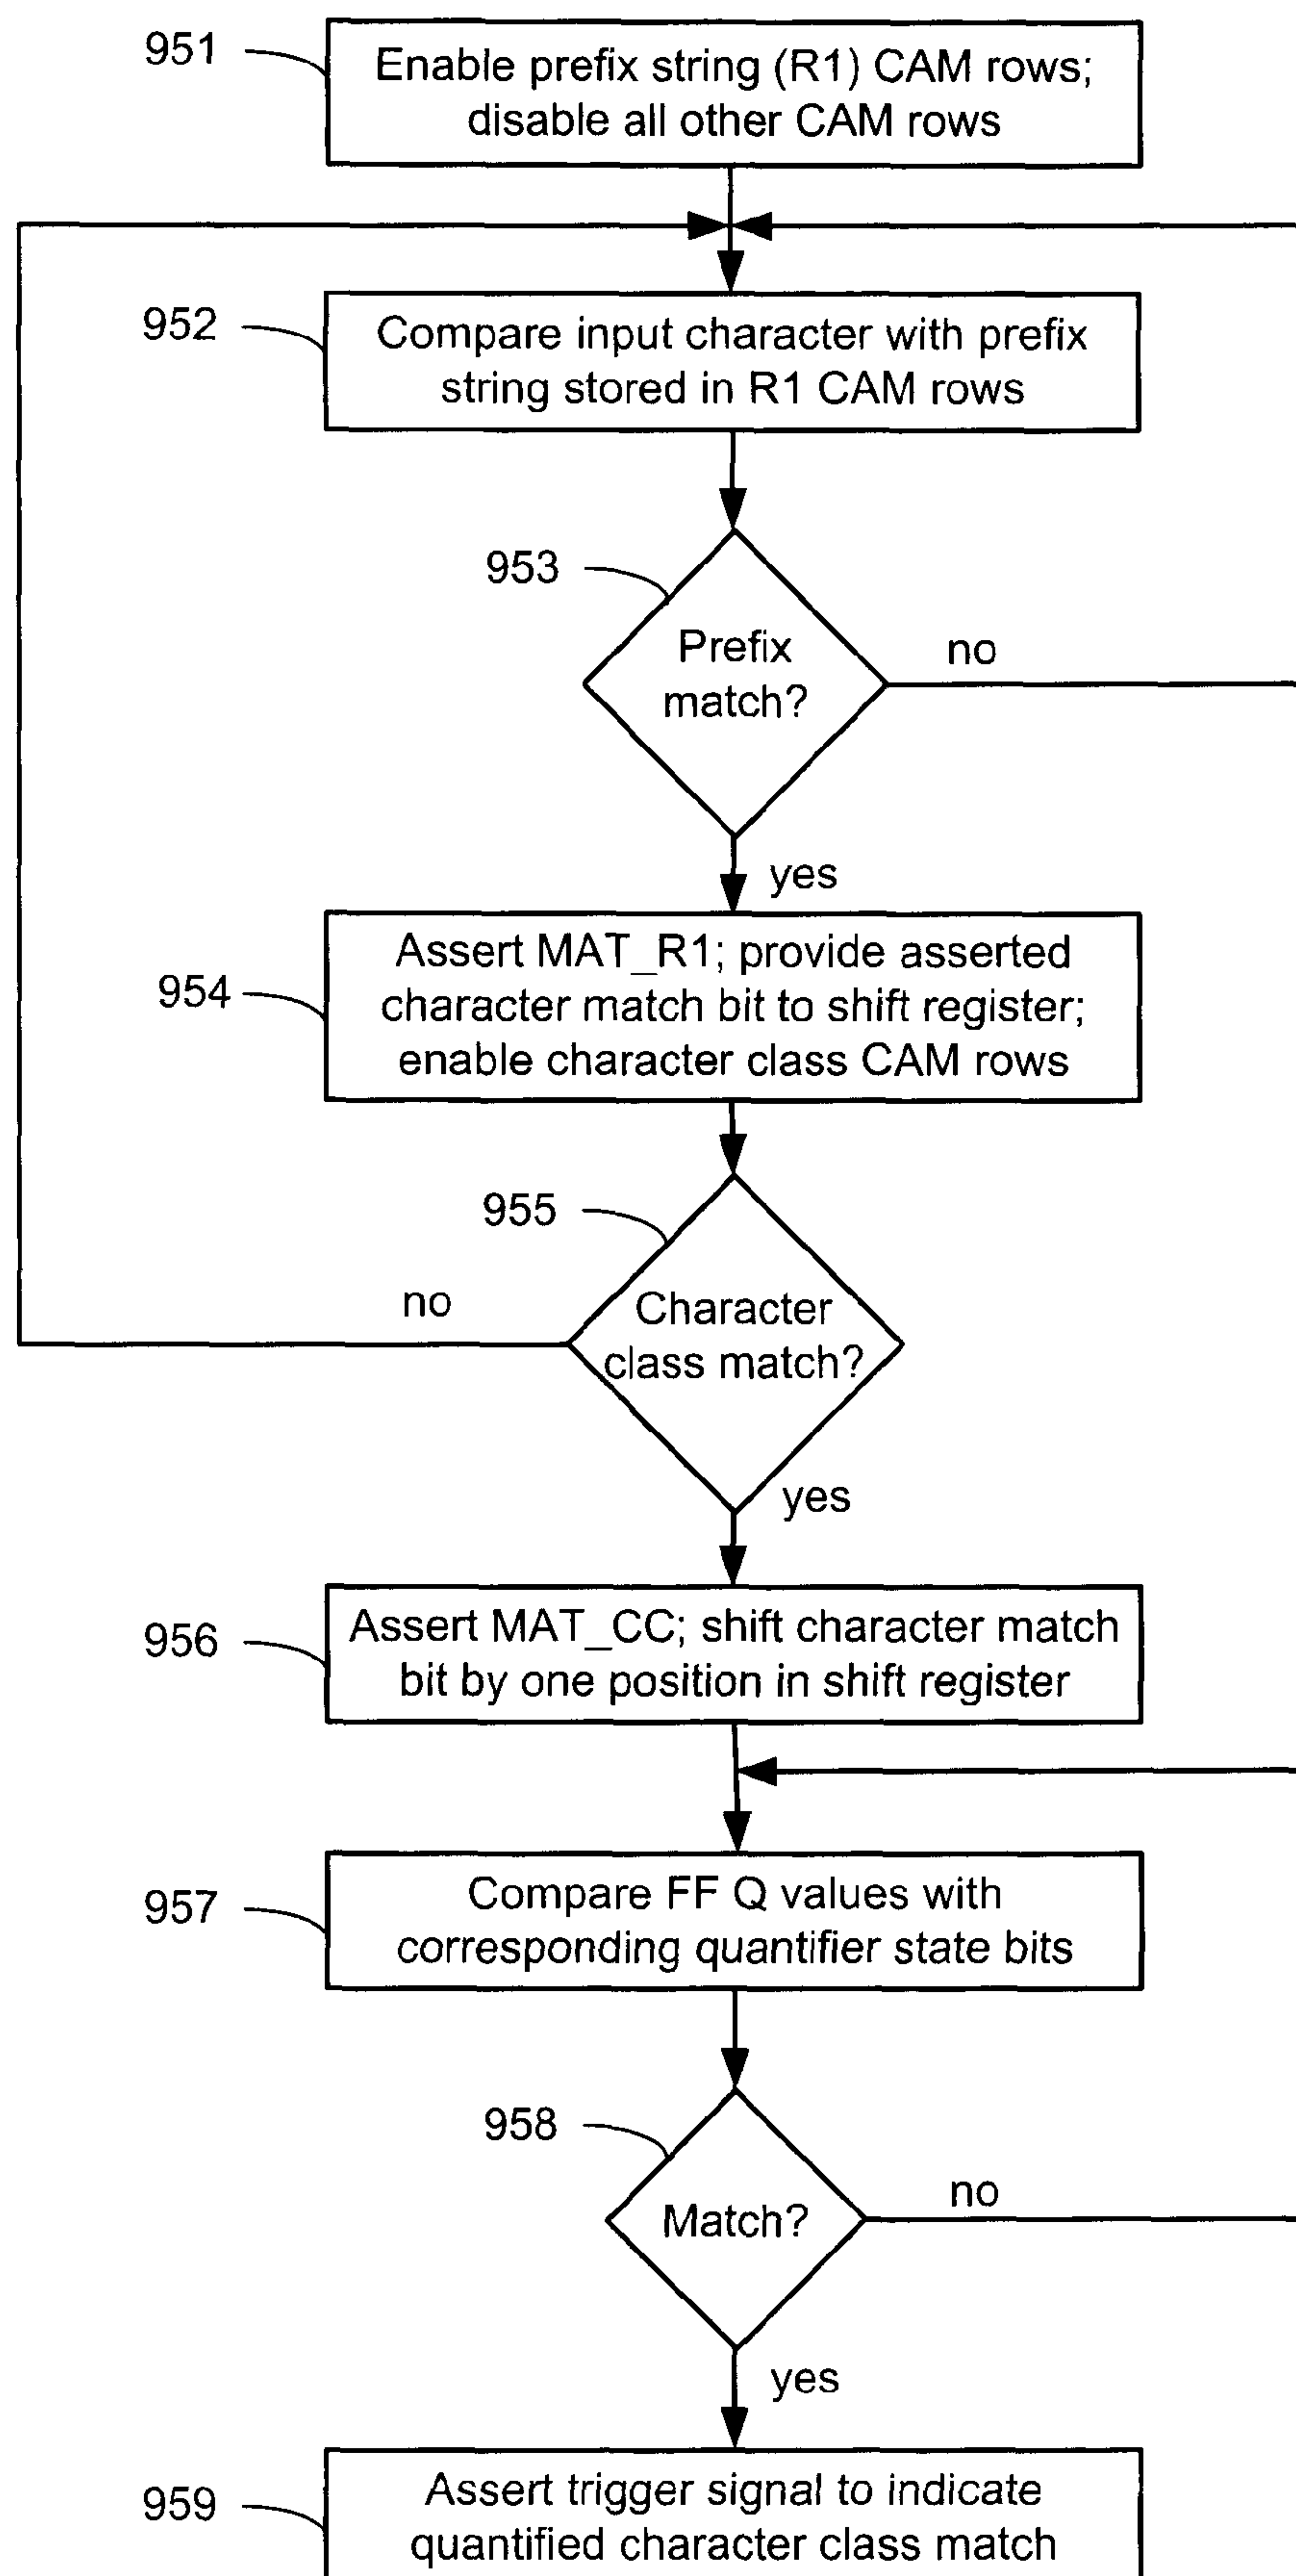 951
Enable prefix string (R1) CAM rows;
disable all other CAM rows
952
Compare input character with prefix
string stored in R1 CAM rows
953
Prefix
match?
no
yes
954
Assert MAT_R1; provide asserted
character match bit to shift register;
enable character class CAM rows
955
no
Character
class match?
yes
956
Assert MAT_CC; shift character match
bit by one position in shift register
957
Compare FF Q values with
corresponding quantifier state bits
958
Match?
no
yes
959
Assert trigger signal to indicate
quantified character class match